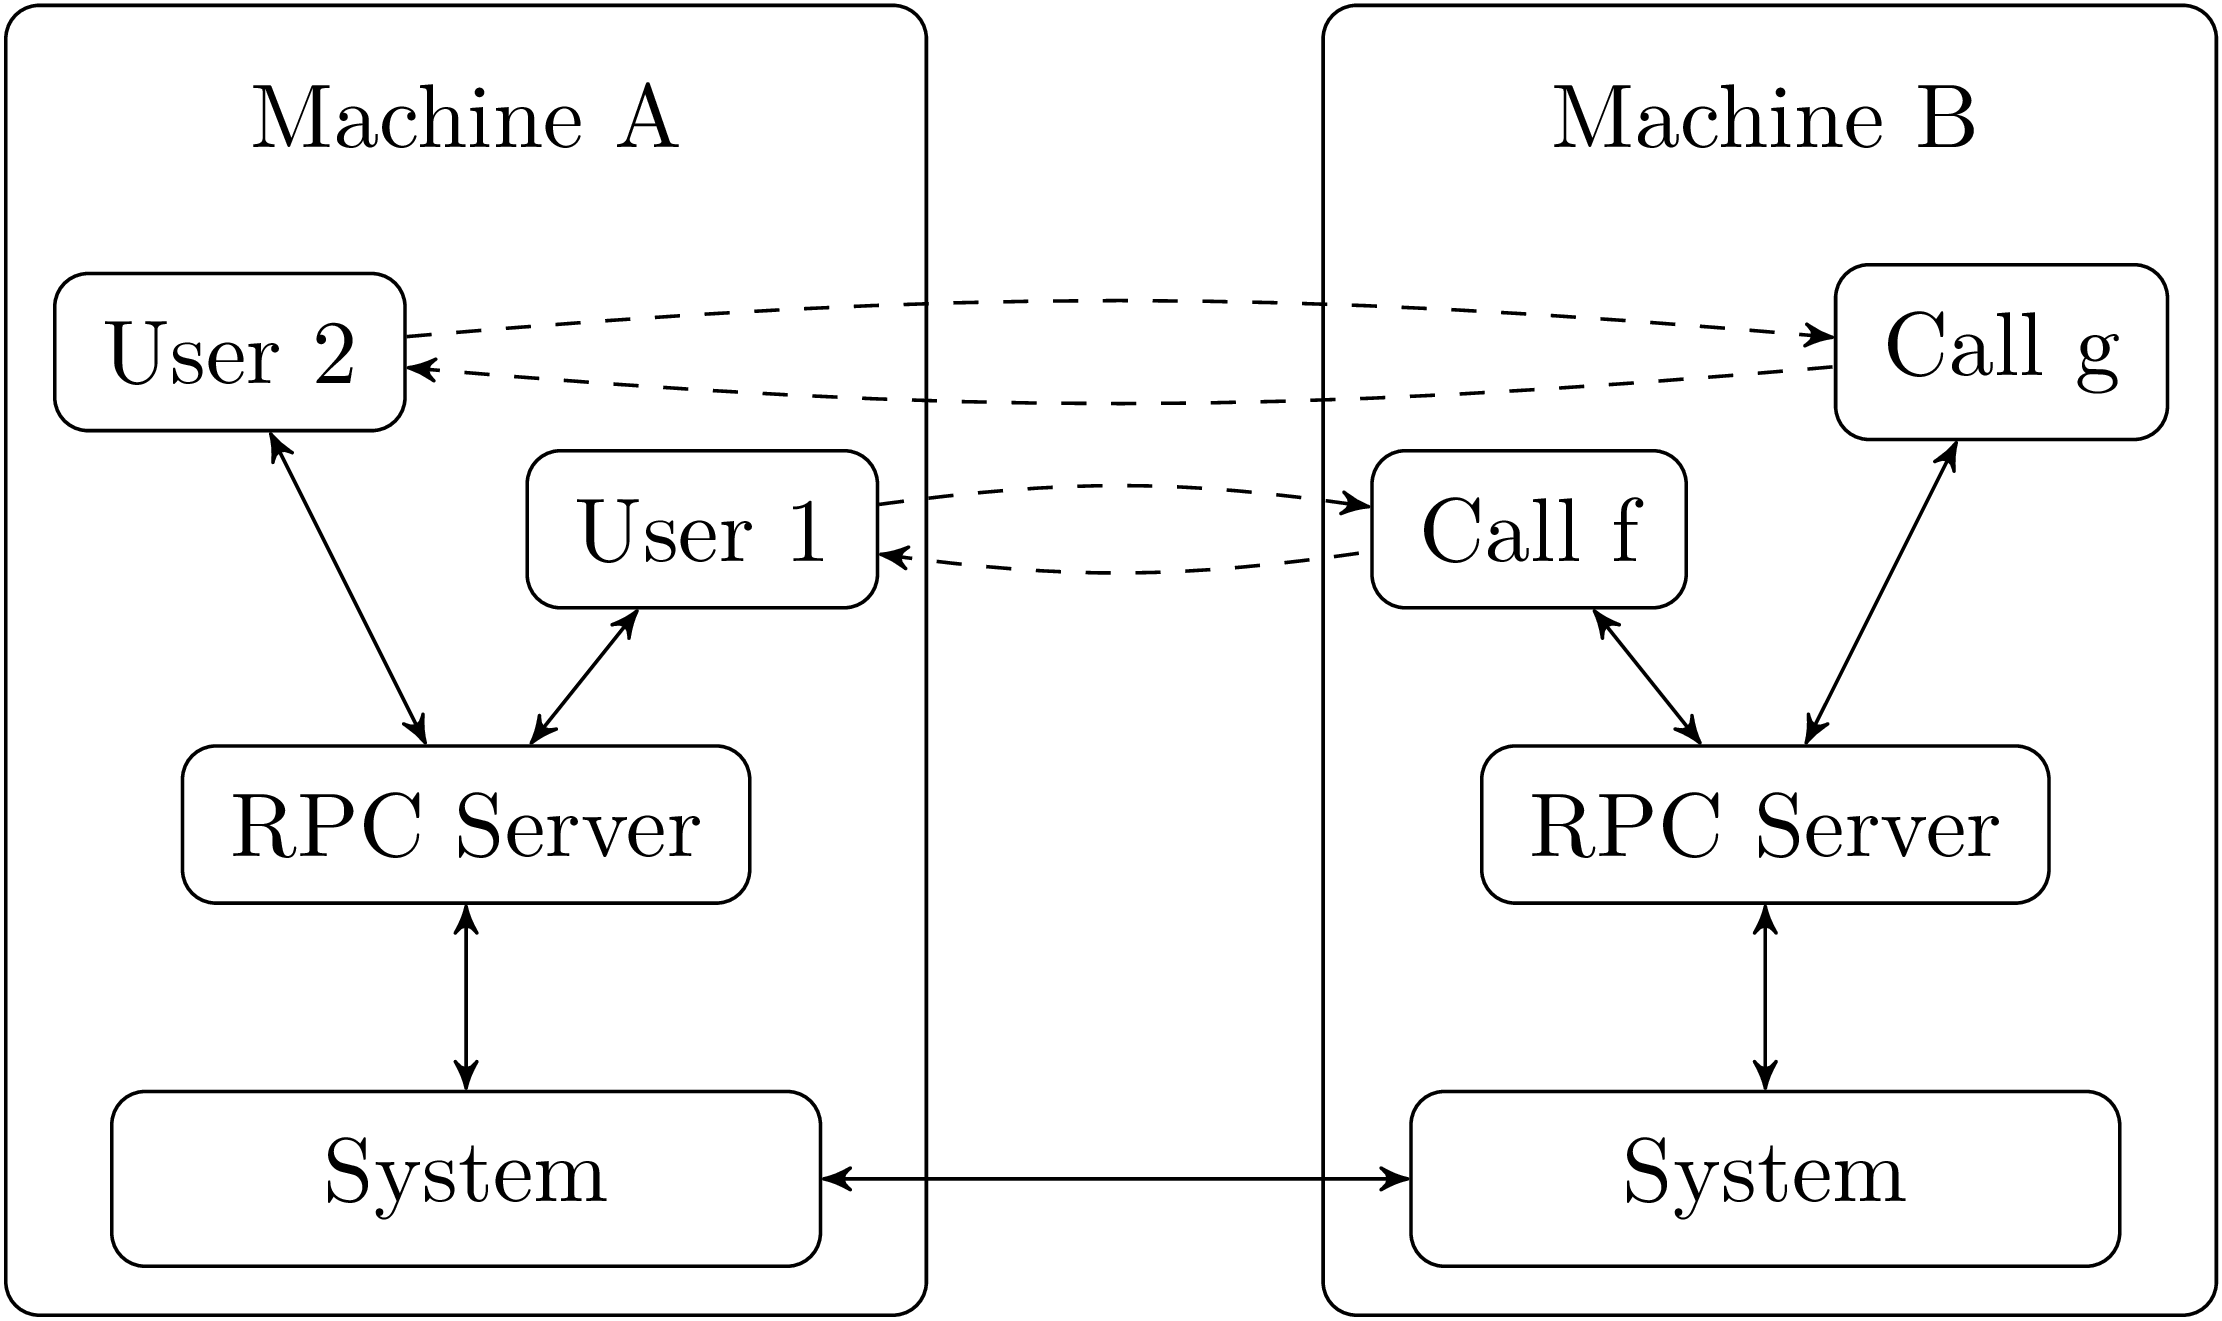 Machine A
User 2
User 1
RPC Server
System
Machine B
Call g
Call f
RPC Server
System